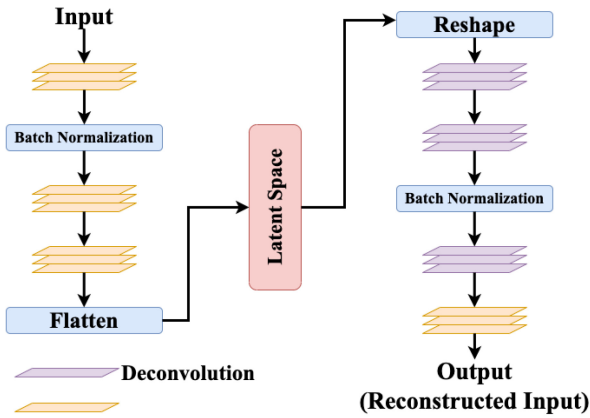 Input
Batch Normalization
Flatten
Latent Space
Reshape
Batch Normalization
Output
(Reconstructed Input)
Deconvolution